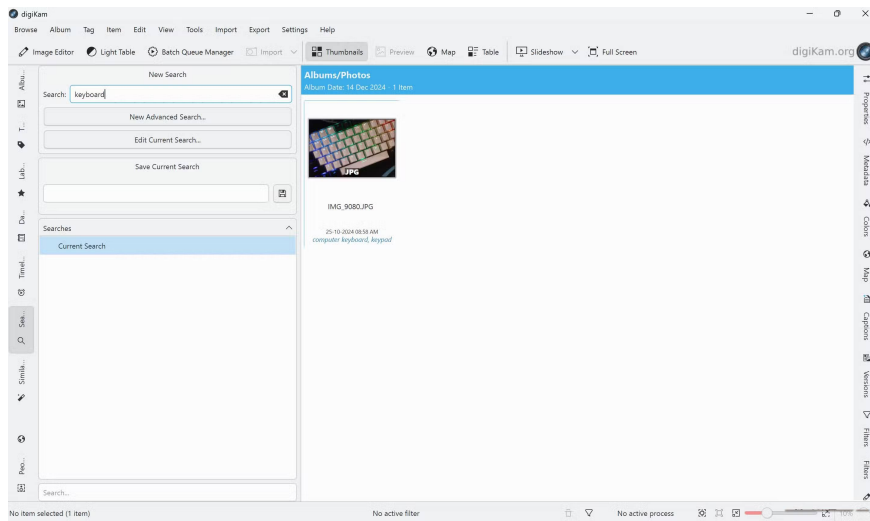 digiKam
Browse Album Tag Item Edit View Tools Import Export Settings Help
Image Editor Light Table Batch Queue Manager Import Thumbnails Preview Map Table Slideshow Full Screen digiKam.org
Albu...
T...
Lab...
Da...
Timel...
Sea...
Simila...
Peo...
New Search
Search: keyboard
New Advanced Search...
Edit Current Search...
Save Current Search
Searches
Current Search
Search...
Albums/Photos
Album Date: 14 Dec 2024 - 1 Item
JPG
IMG_9080.JPG
25-10-2024 08:58 AM
computer keyboard, keypad
Properties
Metadata
Colors
Map
Captions
Versions
Filters
Filters
No item selected (1 item) No active filter No active process 10%